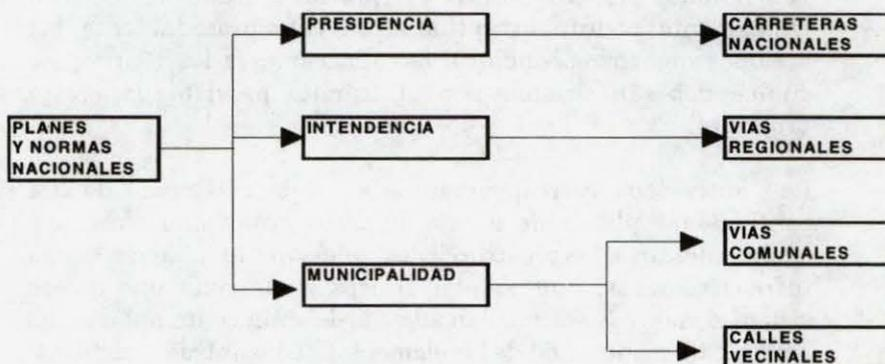 PRESIDENCIA
CARRETERAS
NACIONALES
PLANES
Y NORMAS
NACIONALES
INTENDENCIA
VIAS
REGIONALES
MUNICIPALIDAD
VIAS
COMUNALES
CALLES
VECINALES